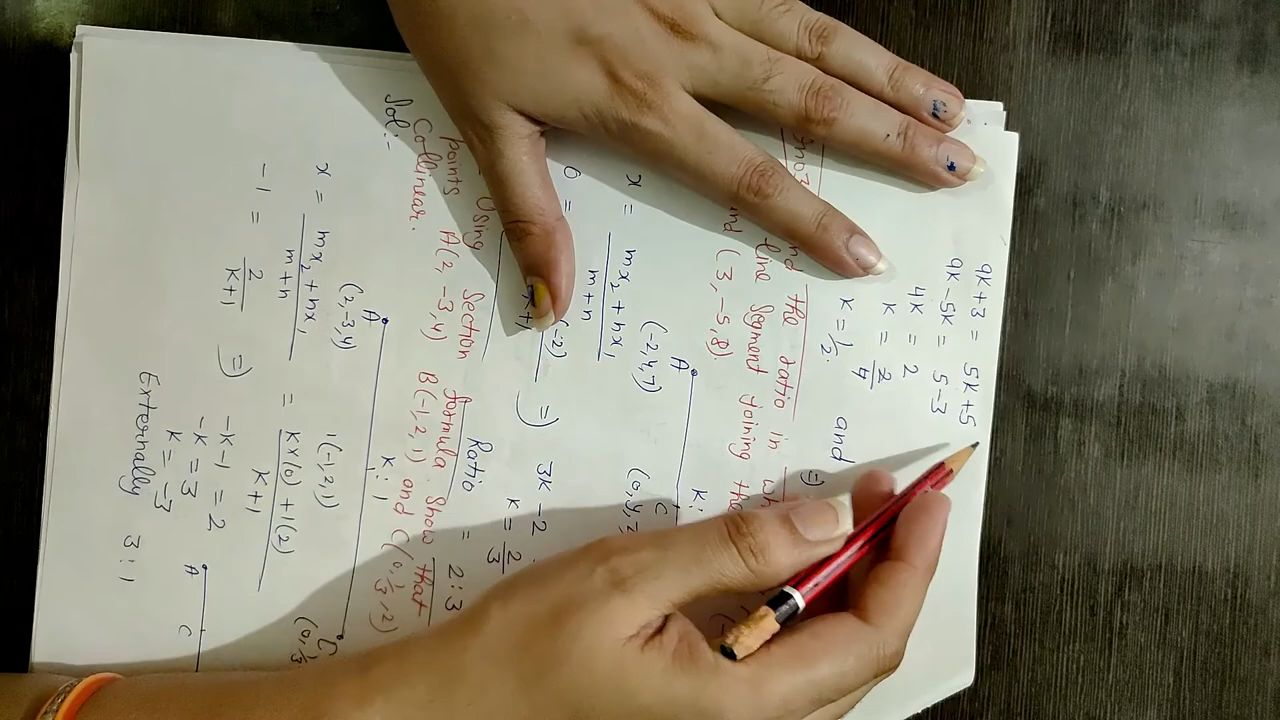 9K+3 = 5K+5
9K-5K = 5-3
4K = 2
K = 2/4
K = 1/2 and =)
the ratio in
line segment joining the
(3, -5, 8)
A K:
(-2, 4, 7) C
x = mx₂+nx₁ / m+n
0 = (-2) / K+1 =) 3K-2
K = 2/3
Ratio = 2:3
Using Section formula. Show that
points A(2, -3, 4) B(-1, 2, 1) and C(0, 1/3, 2)
Collinear.
Sol:-
A K:1 C
(2, -3, 4) (-1, 2, 1) (0, 1/3
x = mx₂+nx₁ / m+n = K×(0)+1(2) / K+1
-1 = 2 / K+1 =) -K-1 = 2
-K = 3
K = -3
A C
Externally 3:1